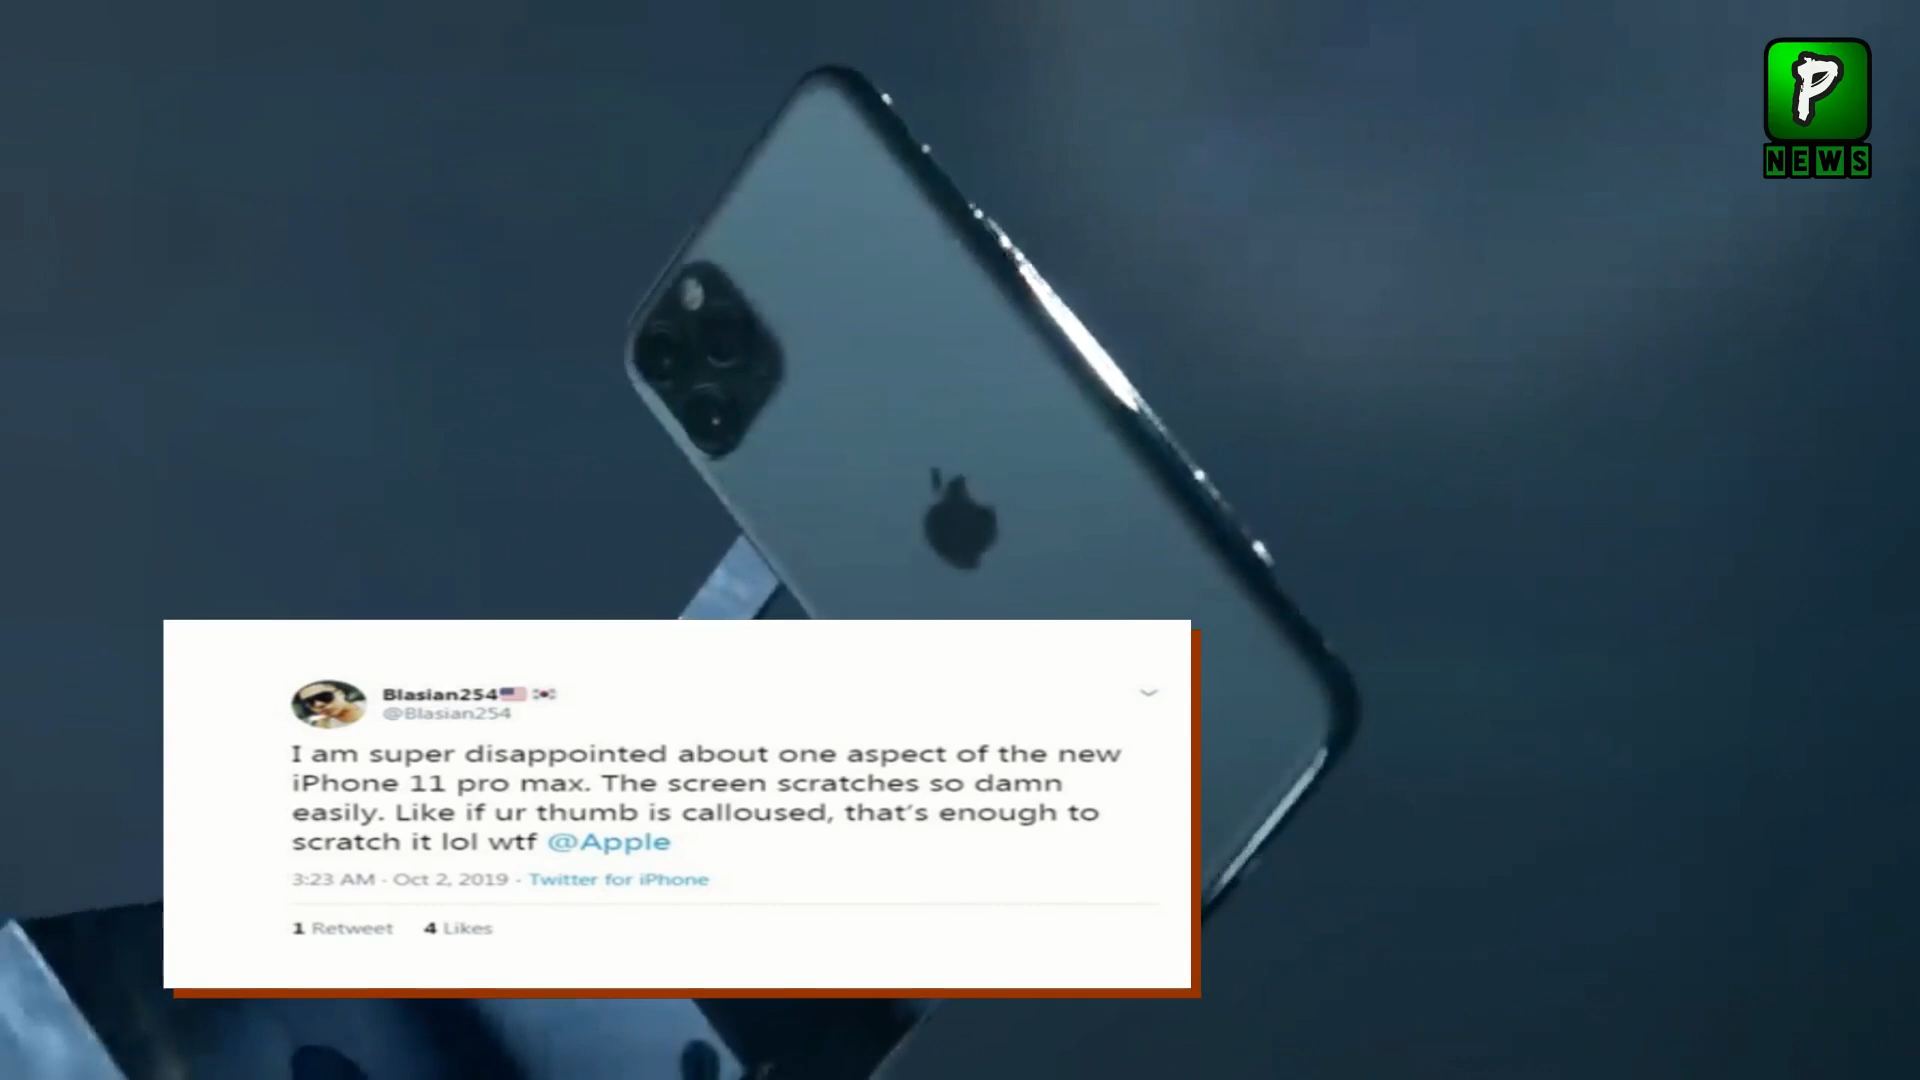 P
NEWS
Blasian254
@Blasian254
I am super disappointed about one aspect of the new
iPhone 11 pro max. The screen scratches so damn
easily. Like if ur thumb is calloused, that's enough to
scratch it lol wtf @Apple
3:23 AM · Oct 2, 2019 · Twitter for iPhone
1 Retweet 4 Likes